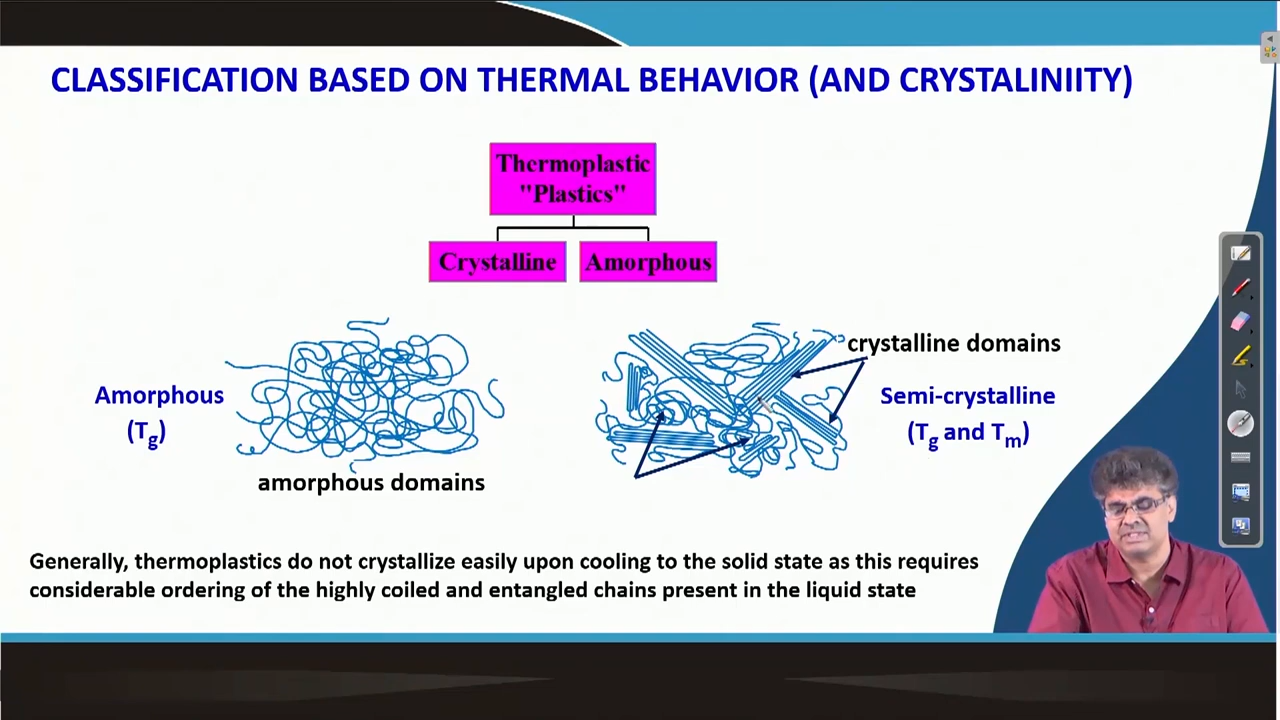 CLASSIFICATION BASED ON THERMAL BEHAVIOR (AND CRYSTALINIITY)
Thermoplastic
"Plastics"
Crystalline
Amorphous
crystalline domains
Amorphous
(Tg)
Semi-crystalline
(Tg and Tm)
amorphous domains
Generally, thermoplastics do not crystallize easily upon cooling to the solid state as this requires
considerable ordering of the highly coiled and entangled chains present in the liquid state